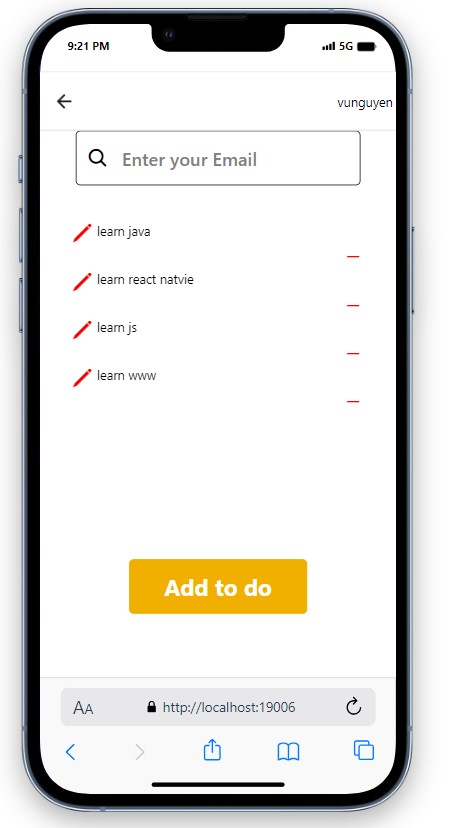 9:21 PM 5G
vunguyen
Enter your Email
learn java
learn react natvie
learn js
learn www
Add to do
AA http://localhost:19006